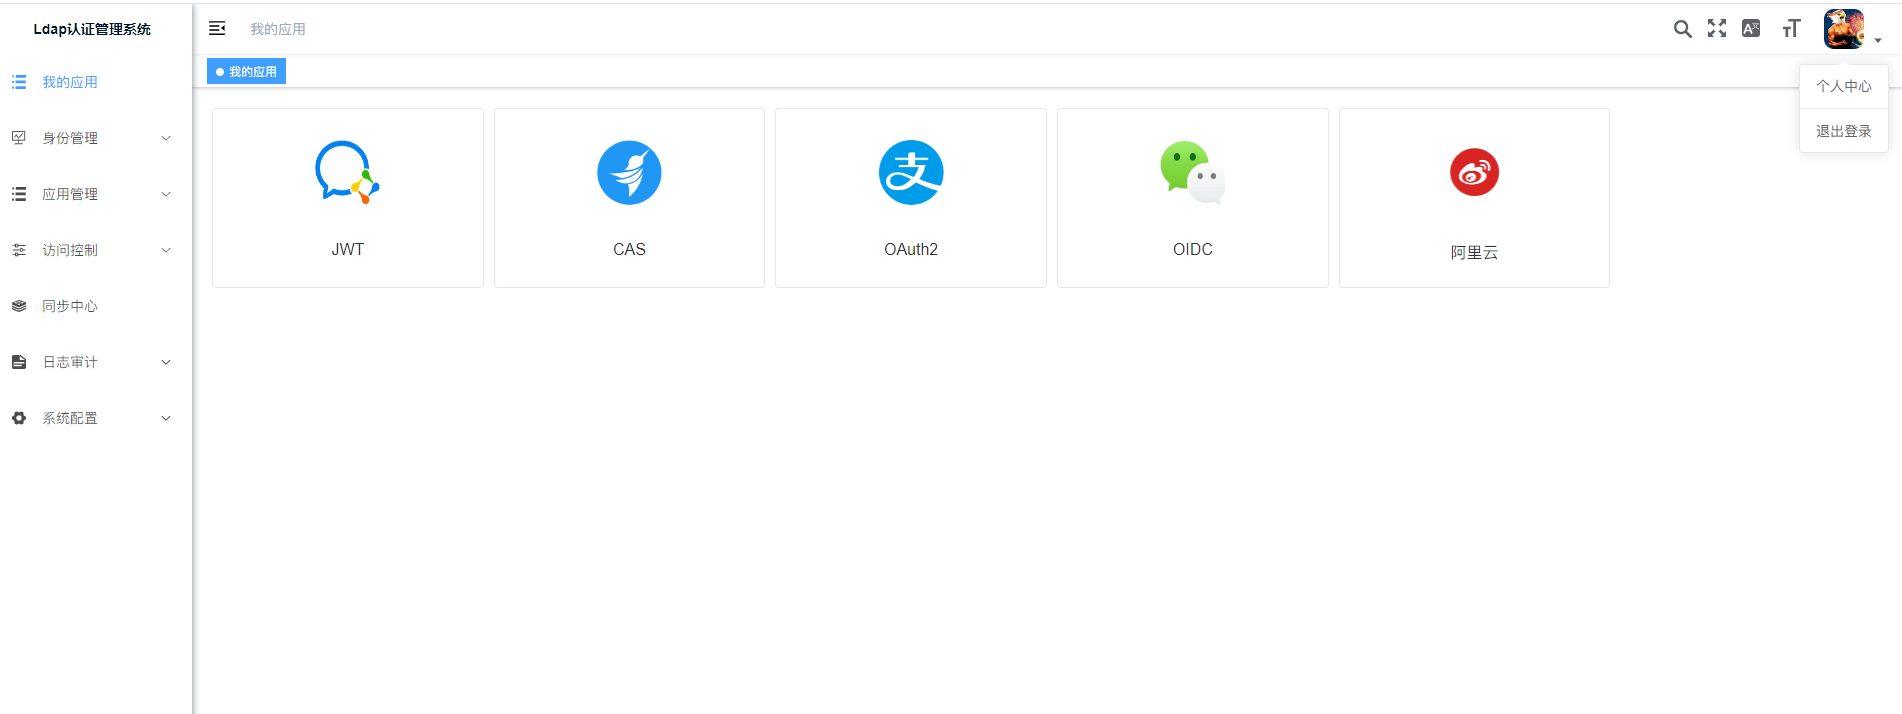 Ldap认证管理系统
我的应用
身份管理
应用管理
访问控制
同步中心
日志审计
系统配置
我的应用
我的应用
个人中心
退出登录
JWT
CAS
OAuth2
OIDC
阿里云